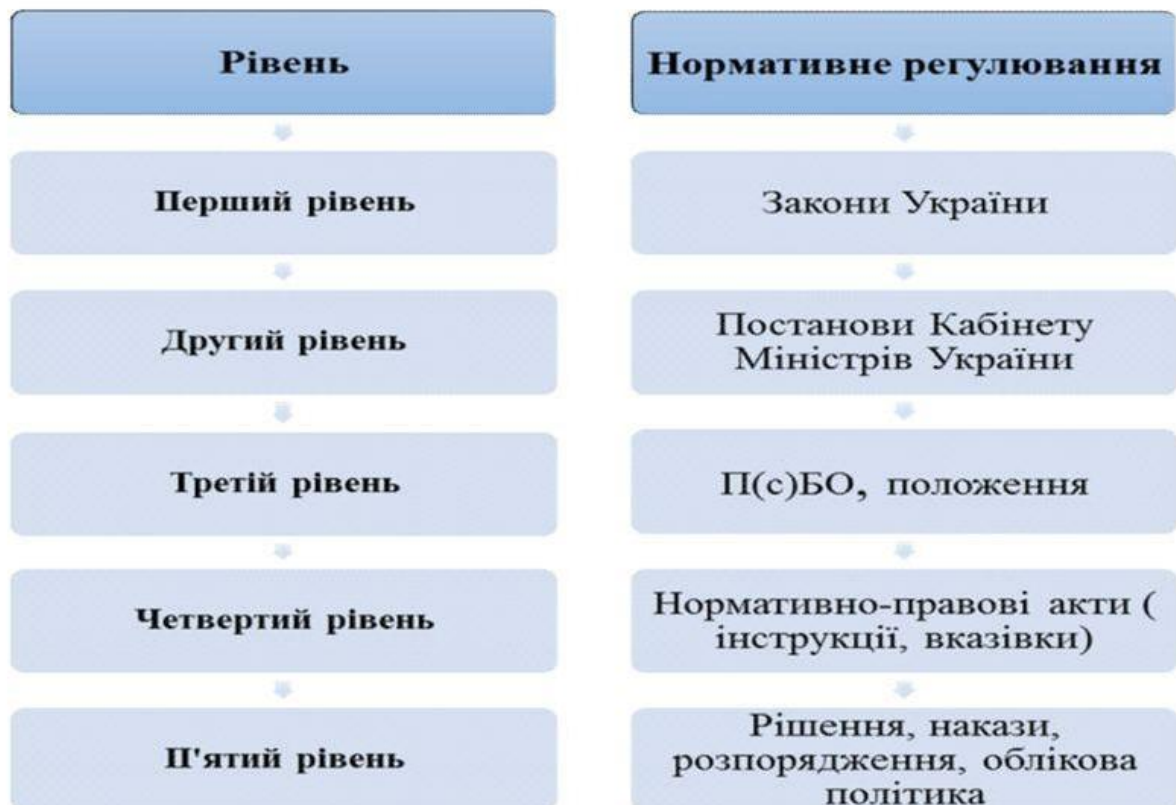 Рівень
Нормативне регулювання
Перший рівень
Закони України
Другий рівень
Постанови Кабінету
Міністрів України
Третій рівень
П(с)БО, положення
Четвертий рівень
Нормативно-правові акти (
інструкції, вказівки)
П'ятий рівень
Рішення, накази,
розпорядження, облікова
політика